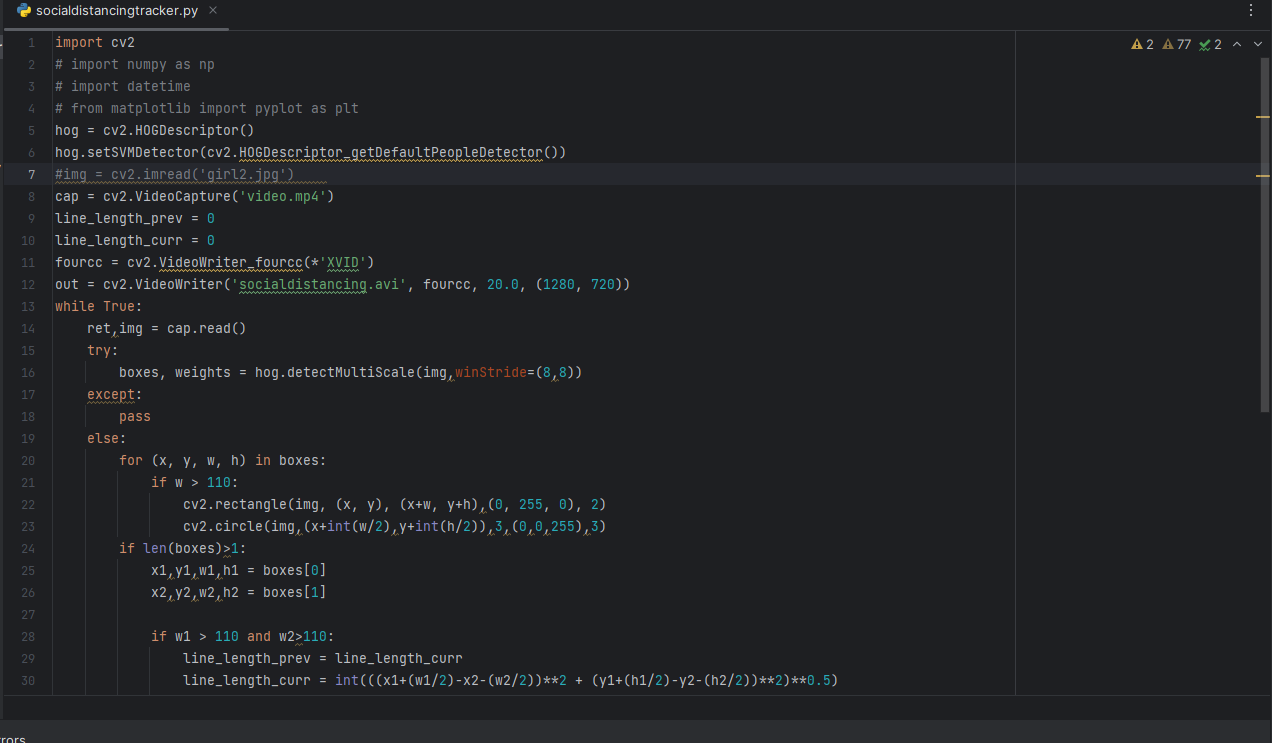 socialdistancingtracker.py
2 77 2
1 import cv2
2 # import numpy as np
3 # import datetime
4 # from matplotlib import pyplot as plt
5 hog = cv2.HOGDescriptor()
6 hog.setSVMDetector(cv2.HOGDescriptor_getDefaultPeopleDetector())
7 #img = cv2.imread('girl2.jpg')
8 cap = cv2.VideoCapture('video.mp4')
9 line_length_prev = 0
10 line_length_curr = 0
11 fourcc = cv2.VideoWriter_fourcc(*'XVID')
12 out = cv2.VideoWriter('socialdistancing.avi', fourcc, 20.0, (1280, 720))
13 while True:
14     ret,img = cap.read()
15     try:
16         boxes, weights = hog.detectMultiScale(img,winStride=(8,8))
17     except:
18         pass
19     else:
20         for (x, y, w, h) in boxes:
21             if w > 110:
22                 cv2.rectangle(img, (x, y), (x+w, y+h),(0, 255, 0), 2)
23                 cv2.circle(img,(x+int(w/2),y+int(h/2)),3,(0,0,255),3)
24         if len(boxes)>1:
25             x1,y1,w1,h1 = boxes[0]
26             x2,y2,w2,h2 = boxes[1]
27
28             if w1 > 110 and w2>110:
29                 line_length_prev = line_length_curr
30                 line_length_curr = int(((x1+(w1/2)-x2-(w2/2))**2 + (y1+(h1/2)-y2-(h2/2))**2)**0.5)